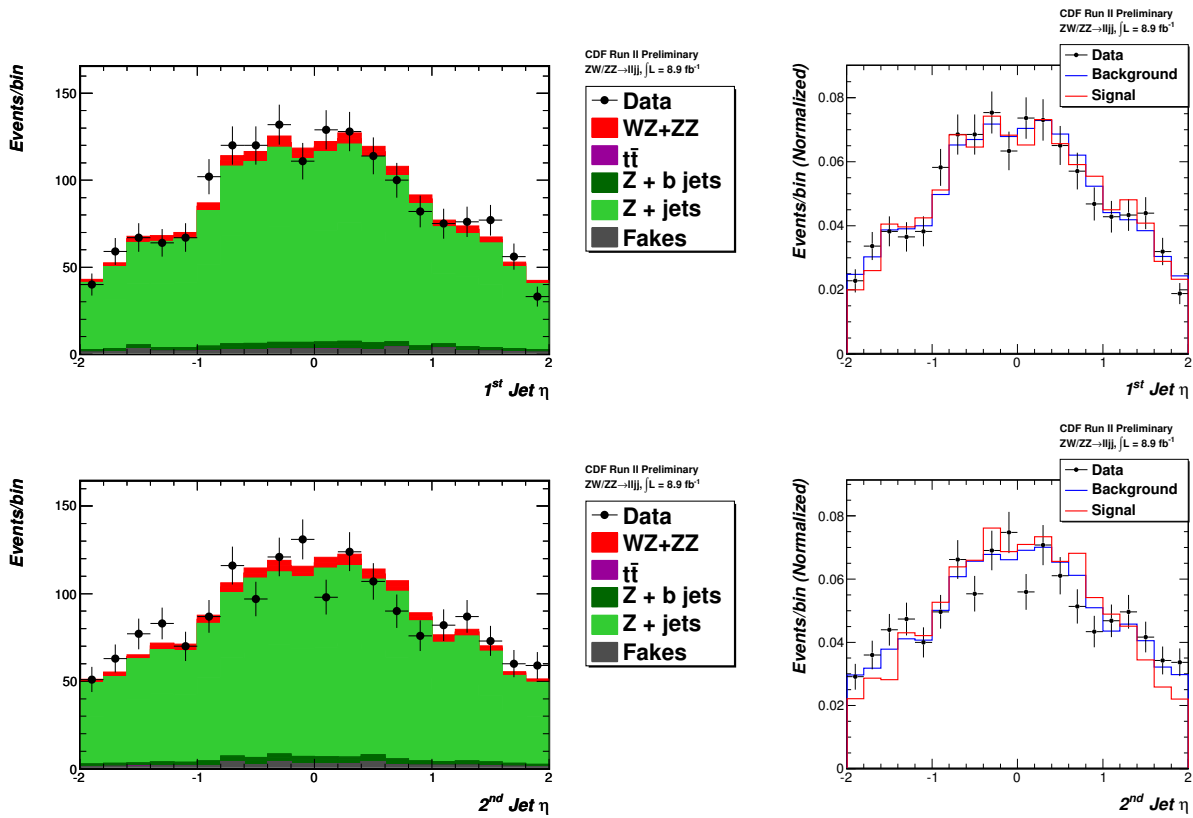 CDF Run II Preliminary
ZW/ZZ→lljj, ∫L = 8.9 fb⁻¹
Events/bin
150
100
50
0
-2 -1 0 1 2
1ˢᵗ Jet η
Data
WZ+ZZ
tt̄
Z + b jets
Z + jets
Fakes
CDF Run II Preliminary
ZW/ZZ→lljj, ∫L = 8.9 fb⁻¹
Data
Background
Signal
Events/bin (Normalized)
0.08
0.06
0.04
0.02
0
-2 -1 0 1 2
1ˢᵗ Jet η
CDF Run II Preliminary
ZW/ZZ→lljj, ∫L = 8.9 fb⁻¹
Events/bin
150
100
50
0
-2 -1 0 1 2
2ⁿᵈ Jet η
Data
WZ+ZZ
tt̄
Z + b jets
Z + jets
Fakes
CDF Run II Preliminary
ZW/ZZ→lljj, ∫L = 8.9 fb⁻¹
Data
Background
Signal
Events/bin (Normalized)
0.08
0.06
0.04
0.02
0
-2 -1 0 1 2
2ⁿᵈ Jet η